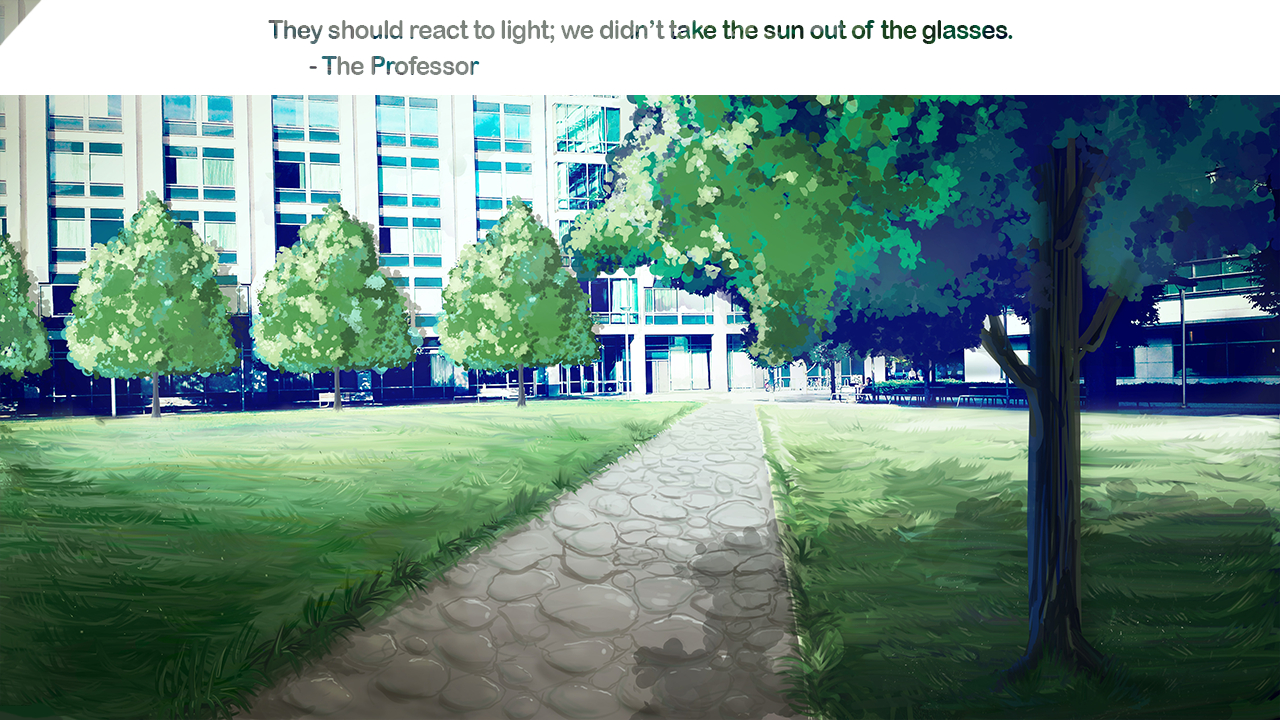 They should react to light; we didn't take the sun out of the glasses.
- The Professor